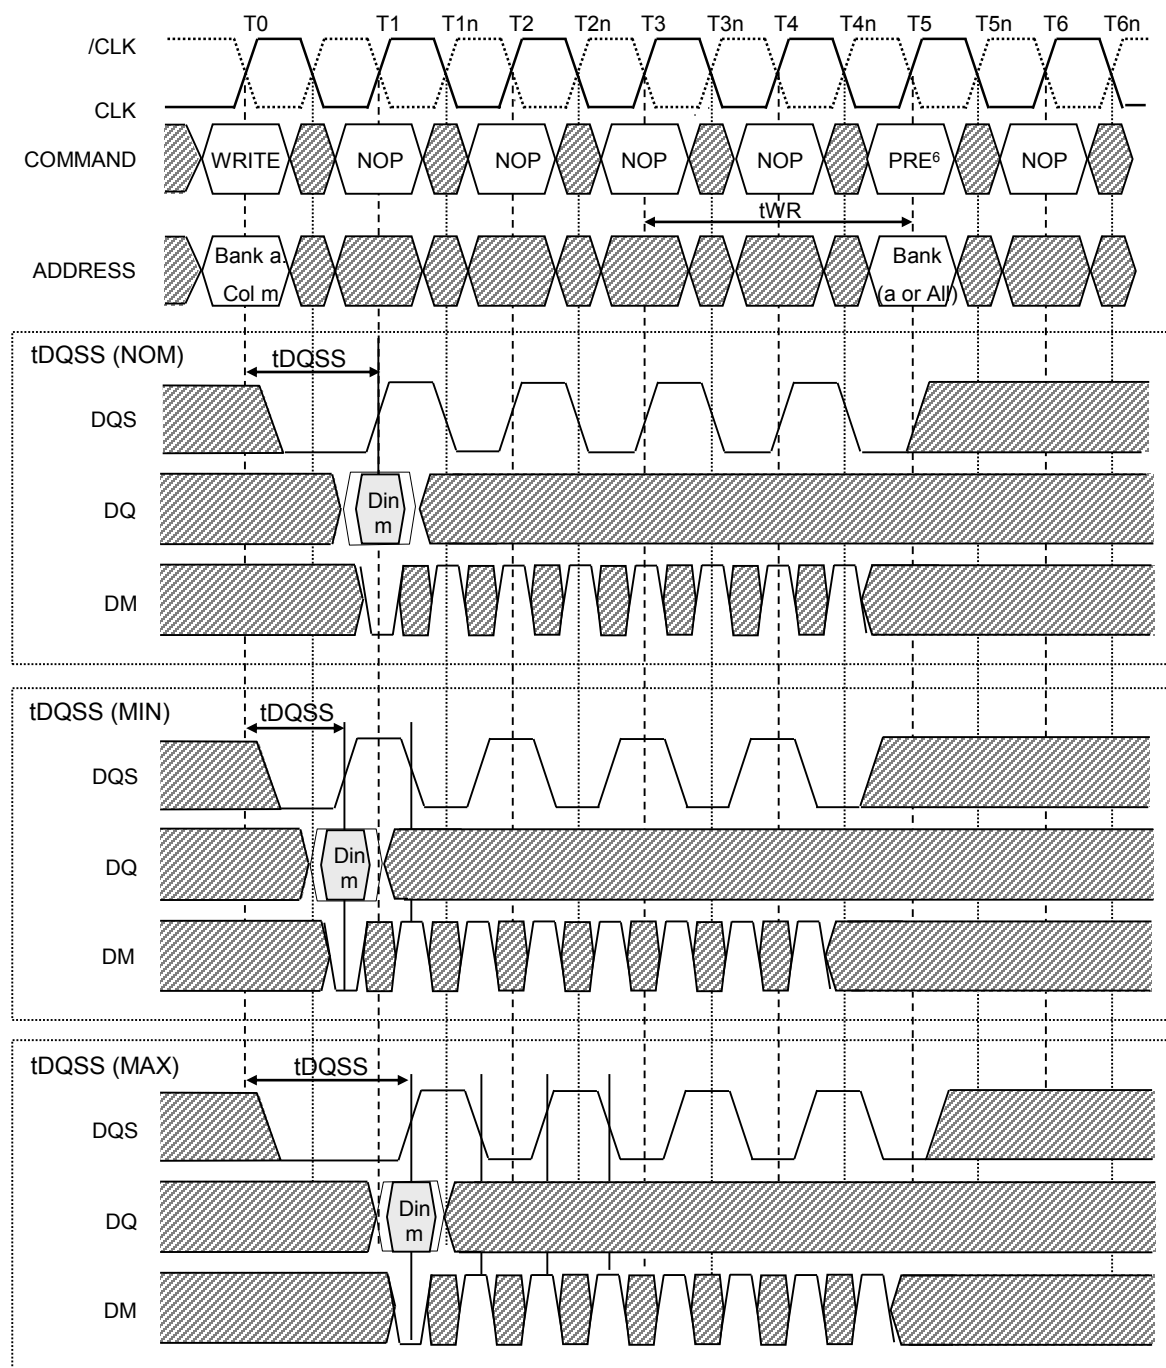 T0 T1 T1n T2 T2n T3 T3n T4 T4n T5 T5n T6 T6n
/CLK
CLK
COMMAND WRITE NOP NOP NOP NOP PRE⁶ NOP
tWR
ADDRESS Bank a. Bank
Col m (a or All)
tDQSS (NOM) tDQSS
DQS
DQ Din
m
DM
tDQSS (MIN) tDQSS
DQS
DQ Din
m
DM
tDQSS (MAX) tDQSS
DQS
DQ Din
m
DM